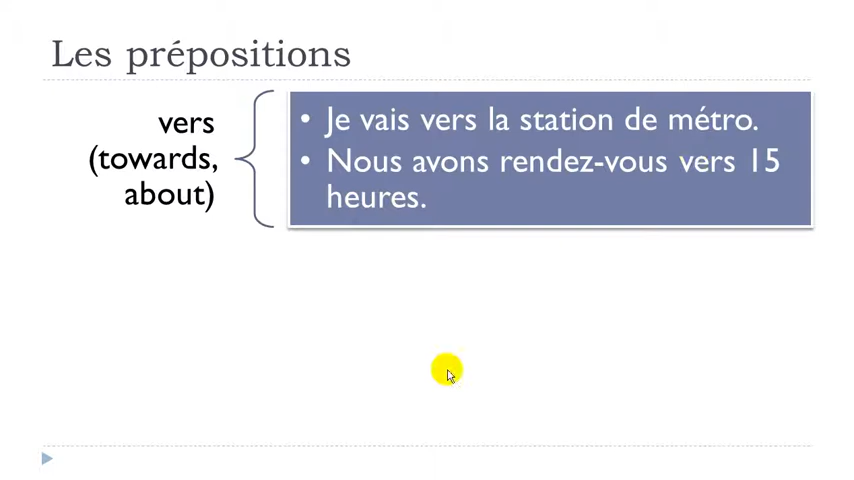 Les prépositions
vers
(towards,
about)
• Je vais vers la station de métro.
• Nous avons rendez-vous vers 15
heures.